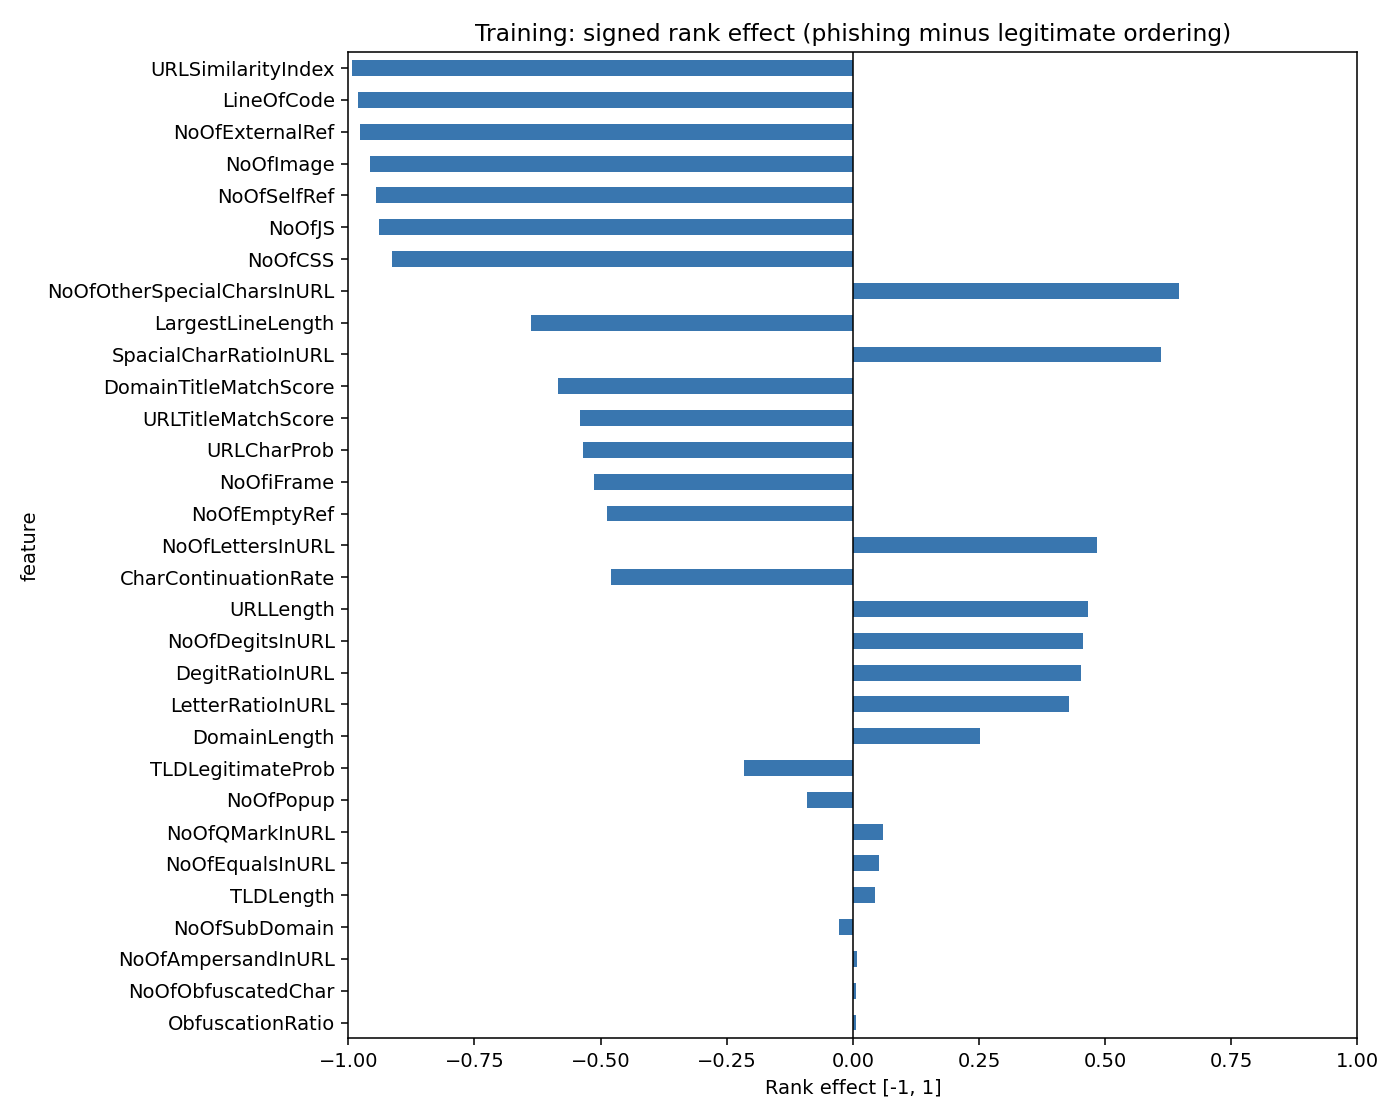 Training: signed rank effect (phishing minus legitimate ordering)
URLSimilarityIndex
LineOfCode
NoOfExternalRef
NoOfImage
NoOfSelfRef
NoOfJS
NoOfCSS
NoOfOtherSpecialCharsInURL
LargestLineLength
SpacialCharRatioInURL
DomainTitleMatchScore
URLTitleMatchScore
URLCharProb
NoOfiFrame
NoOfEmptyRef
NoOfLettersInURL
CharContinuationRate
URLLength
NoOfDegitsInURL
DegitRatioInURL
LetterRatioInURL
DomainLength
TLDLegitimateProb
NoOfPopup
NoOfQMarkInURL
NoOfEqualsInURL
TLDLength
NoOfSubDomain
NoOfAmpersandInURL
NoOfObfuscatedChar
ObfuscationRatio
feature
−1.00 −0.75 −0.50 −0.25 0.00 0.25 0.50 0.75 1.00
Rank effect [-1, 1]